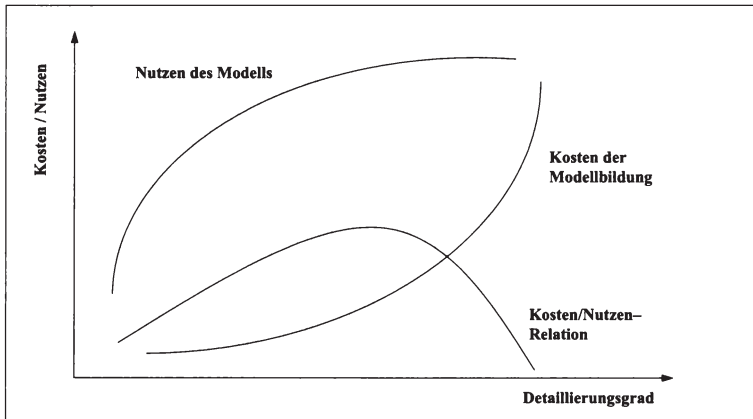 Kosten / Nutzen
Nutzen des Modells
Kosten der
Modellbildung
Kosten/Nutzen–
Relation
Detaillierungsgrad